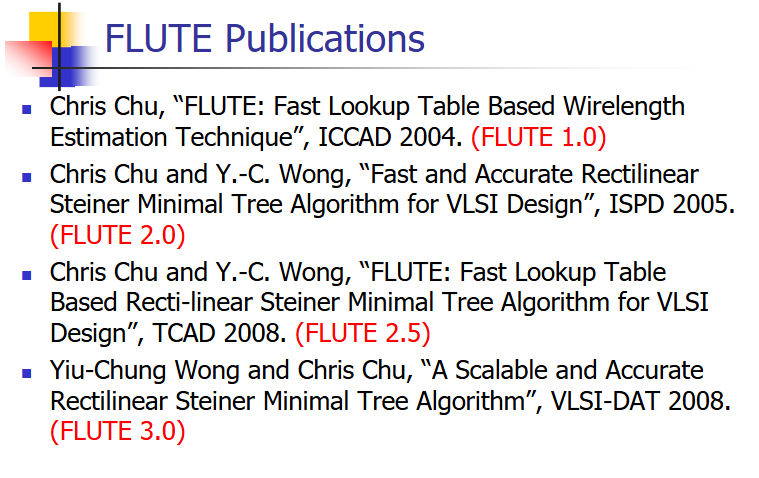 FLUTE Publications
Chris Chu, “FLUTE: Fast Lookup Table Based Wirelength
Estimation Technique”, ICCAD 2004. (FLUTE 1.0)
Chris Chu and Y.-C. Wong, “Fast and Accurate Rectilinear
Steiner Minimal Tree Algorithm for VLSI Design”, ISPD 2005.
(FLUTE 2.0)
Chris Chu and Y.-C. Wong, “FLUTE: Fast Lookup Table
Based Recti-linear Steiner Minimal Tree Algorithm for VLSI
Design”, TCAD 2008. (FLUTE 2.5)
Yiu-Chung Wong and Chris Chu, “A Scalable and Accurate
Rectilinear Steiner Minimal Tree Algorithm”, VLSI-DAT 2008.
(FLUTE 3.0)